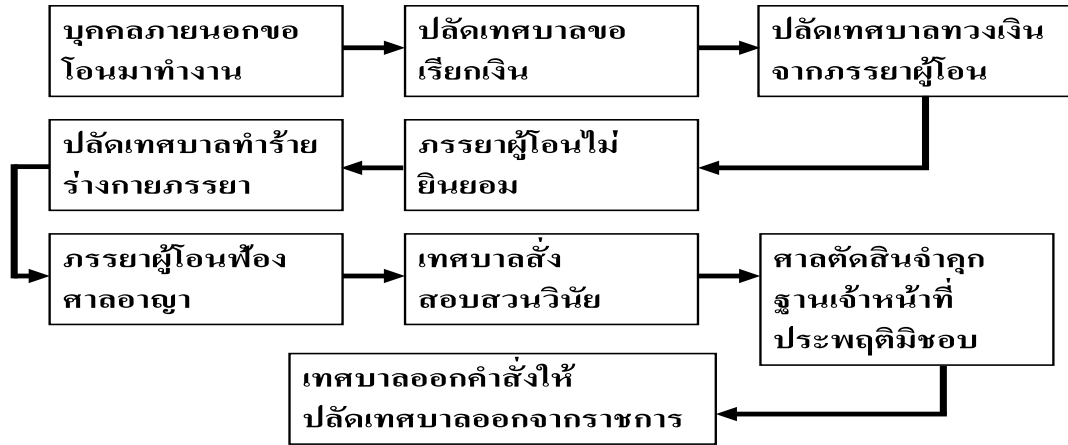 บุคคลภายนอกขอ
โอนมาทำงาน
ปลัดเทศบาลขอ
เรียกเงิน
ปลัดเทศบาลทวงเงิน
จากภรรยาผู้โอน
ภรรยาผู้โอนไม่
ยินยอม
ปลัดเทศบาลทำร้าย
ร่างกายภรรยา
ภรรยาผู้โอนฟ้อง
ศาลอาญา
เทศบาลสั่ง
สอบสวนวินัย
ศาลตัดสินจำคุก
ฐานเจ้าหน้าที่
ประพฤติมิชอบ
เทศบาลออกคำสั่งให้
ปลัดเทศบาลออกจากราชการ